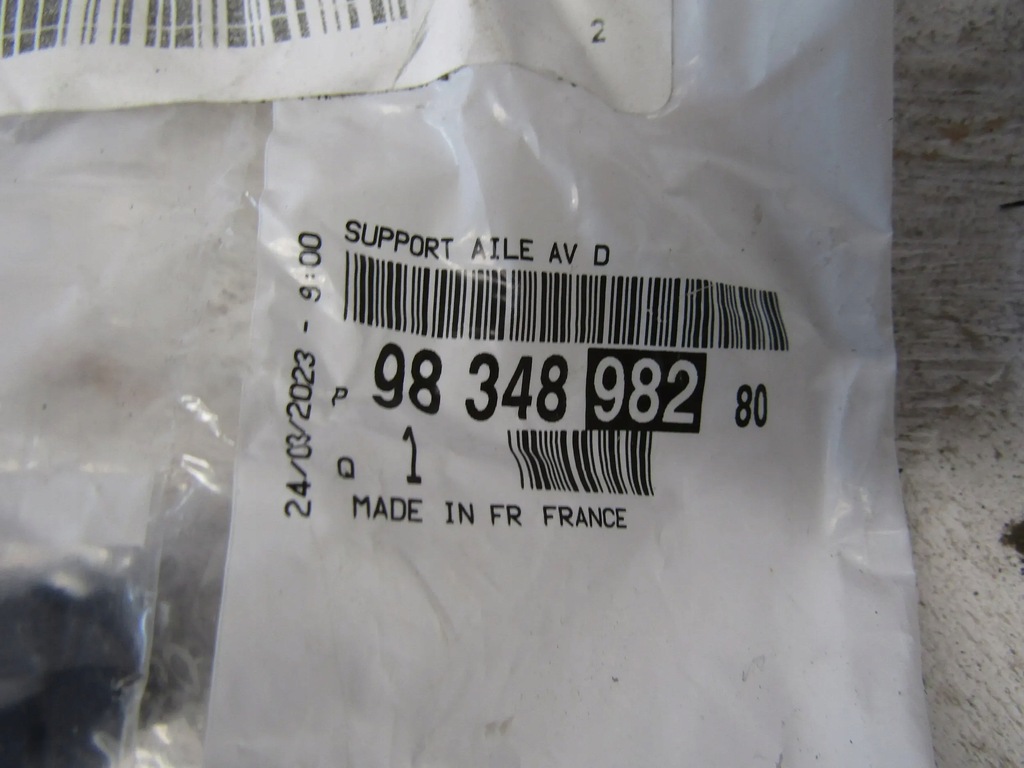 2
SUPPORT AILE AV D
24/03/2023 - 9:00
P 98 348 982 80
Q 1
MADE IN FR FRANCE